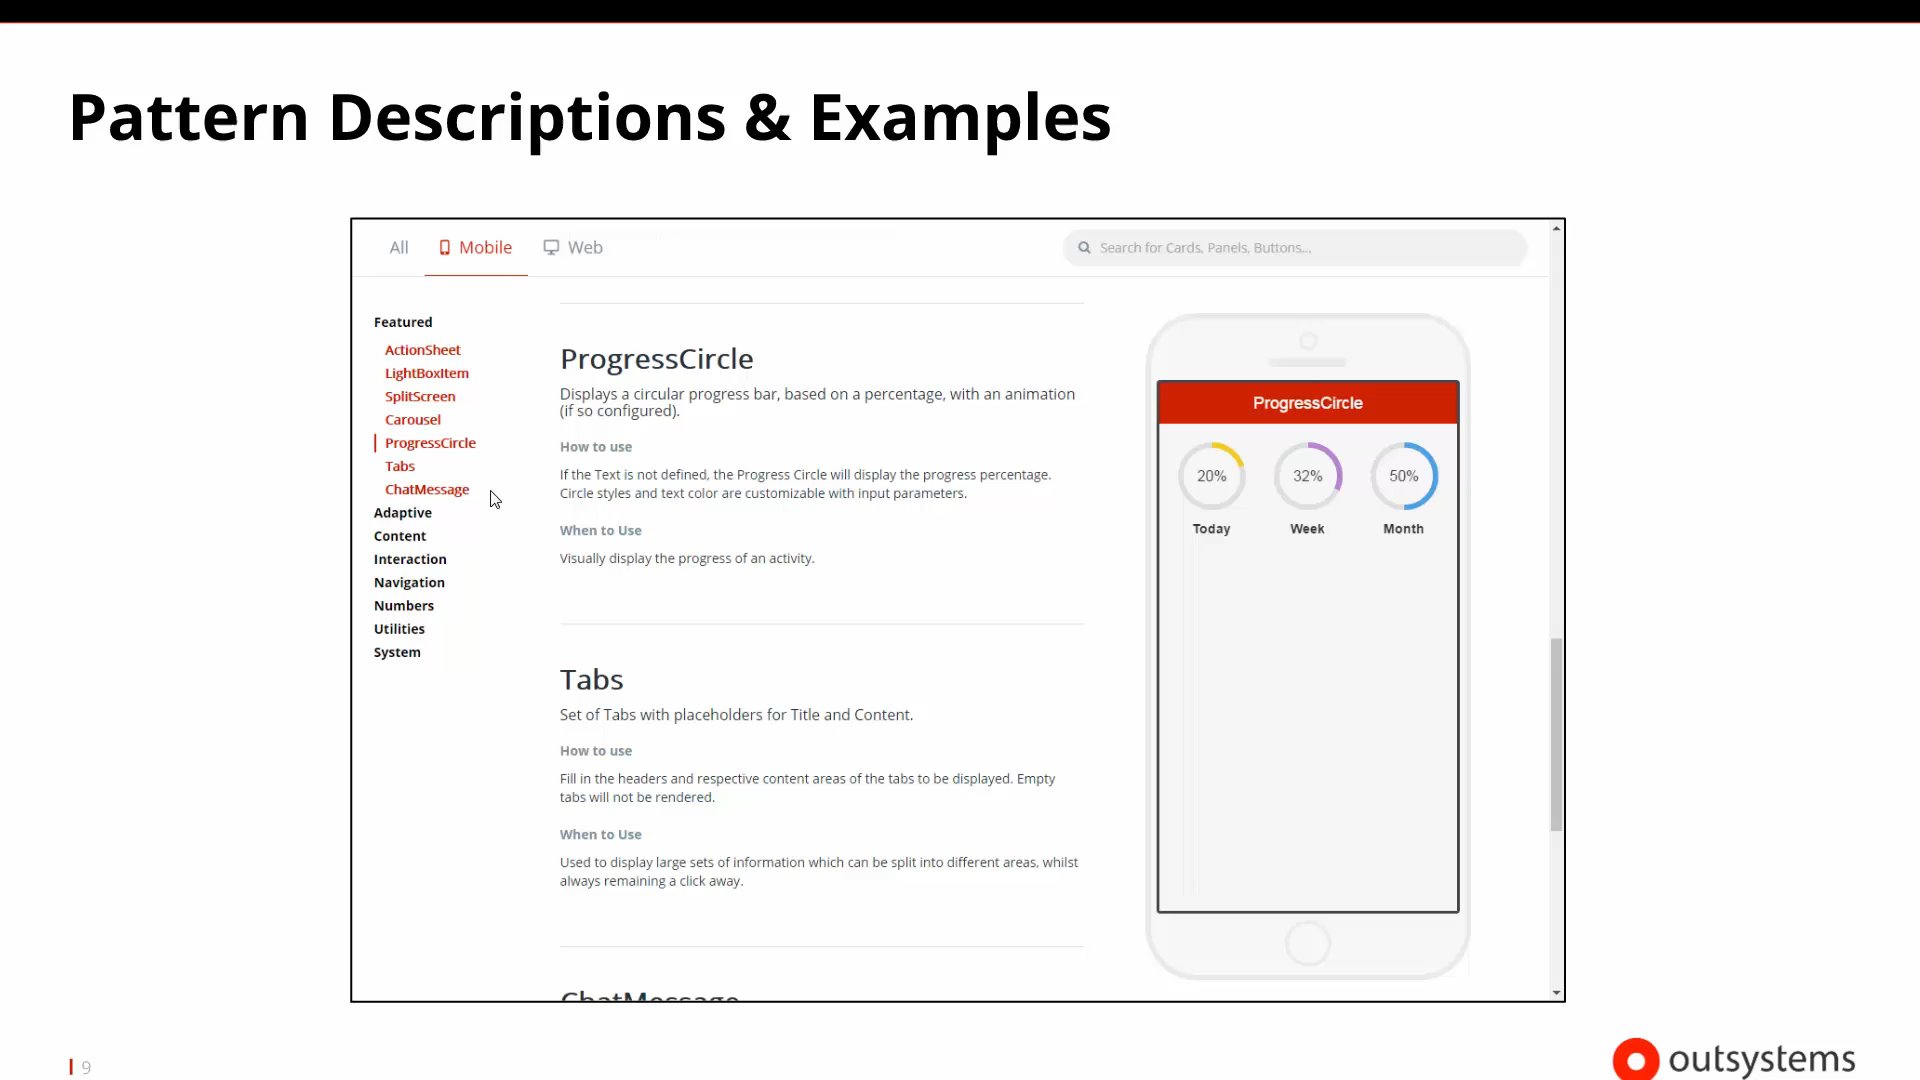 Pattern Descriptions & Examples
All Mobile Web
Search for Cards, Panels, Buttons...
Featured
ActionSheet
LightBoxItem
SplitScreen
Carousel
ProgressCircle
Tabs
ChatMessage
Adaptive
Content
Interaction
Navigation
Numbers
Utilities
System
ProgressCircle
Displays a circular progress bar, based on a percentage, with an animation
(if so configured).
How to use
If the Text is not defined, the Progress Circle will display the progress percentage.
Circle styles and text color are customizable with input parameters.
When to Use
Visually display the progress of an activity.
Tabs
Set of Tabs with placeholders for Title and Content.
How to use
Fill in the headers and respective content areas of the tabs to be displayed. Empty
tabs will not be rendered.
When to Use
Used to display large sets of information which can be split into different areas, whilst
always remaining a click away.
ChatMessage
ProgressCircle
20% 32% 50%
Today Week Month
9
outsystems